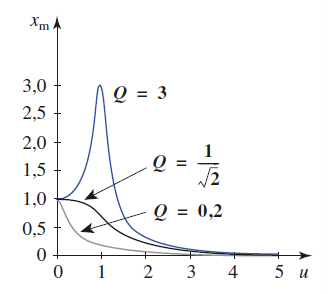 xm
3,0
Q = 3
2,5
2,0
1,5
Q = 1/√2
1,0
Q = 0,2
0,5
0
0 1 2 3 4 5 u